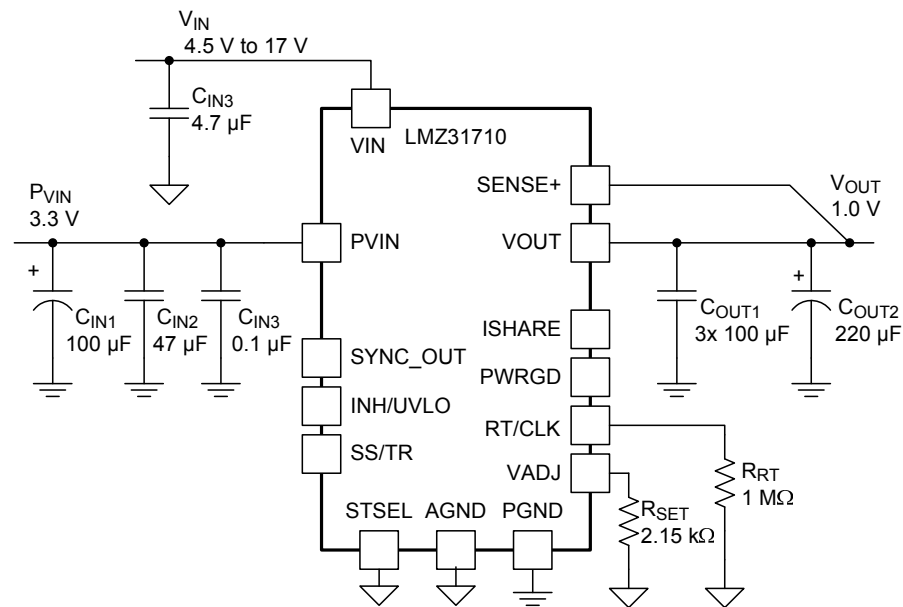 VIN
4.5 V to 17 V
CIN3
4.7 µF
VIN
LMZ31710
SENSE+
VOUT
1.0 V
PVIN
3.3 V
PVIN
VOUT
+
CIN1
100 µF
CIN2
47 µF
CIN3
0.1 µF
COUT1
3x 100 µF
+
COUT2
220 µF
ISHARE
SYNC_OUT
PWRGD
INH/UVLO
RT/CLK
SS/TR
VADJ
RRT
1 MΩ
RSET
2.15 kΩ
STSEL
AGND
PGND